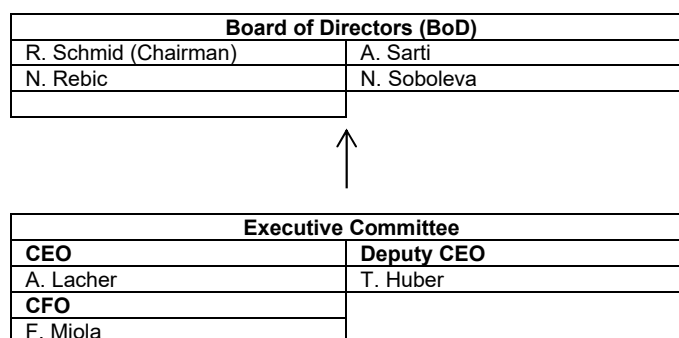 Board of Directors (BoD)
R. Schmid (Chairman) A. Sarti
N. Rebic N. Soboleva
Executive Committee
CEO Deputy CEO
A. Lacher T. Huber
CFO
F. Miola